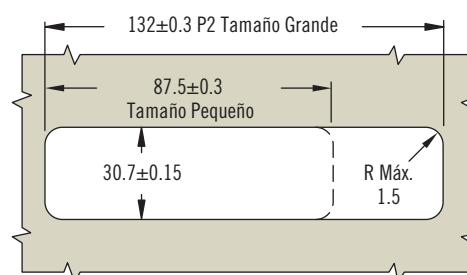 132±0.3 P2 Tamaño Grande
87.5±0.3
Tamaño Pequeño
30.7±0.15
R Máx.
1.5